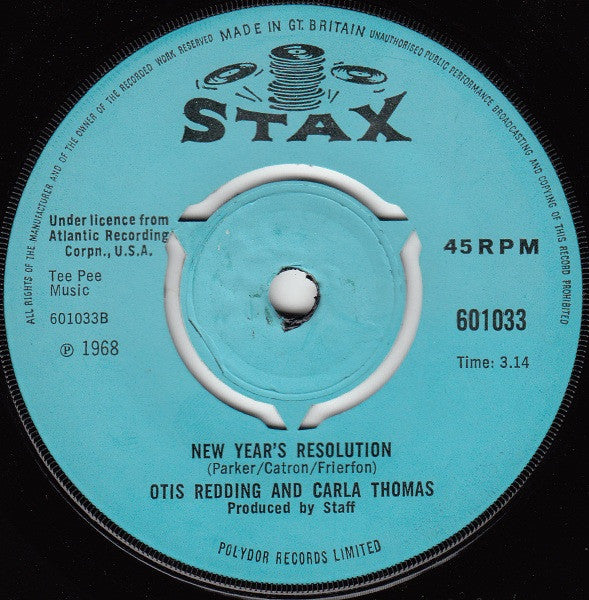 ALL RIGHTS OF THE MANUFACTURER AND OF THE OWNER OF THE RECORDED WORK RESERVED MADE IN GT. BRITAIN UNAUTHORISED PUBLIC PERFORMANCE BROADCASTING AND COPYING OF THIS RECORD PROHIBITED
STAX
Under licence from
Atlantic Recording
Corpn., U.S.A.
Tee Pee
Music
601033B
℗ 1968
45 RPM
601033
Time: 3.14
NEW YEAR'S RESOLUTION
(Parker/Catron/Frierfon)
OTIS REDDING AND CARLA THOMAS
Produced by Staff
POLYDOR RECORDS LIMITED